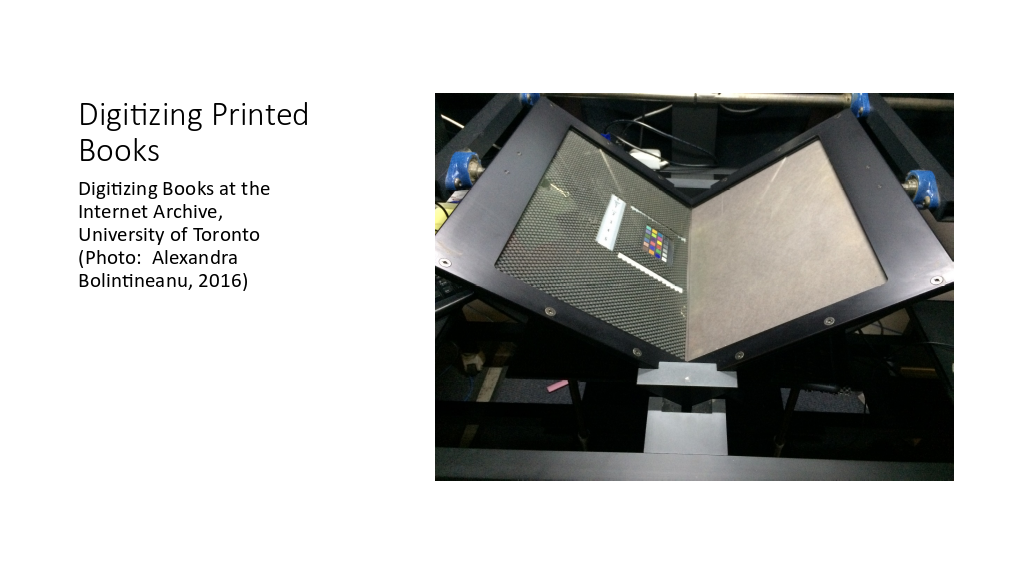 Digitizing Printed
Books
Digitizing Books at the
Internet Archive,
University of Toronto
(Photo:  Alexandra
Bolintineanu, 2016)